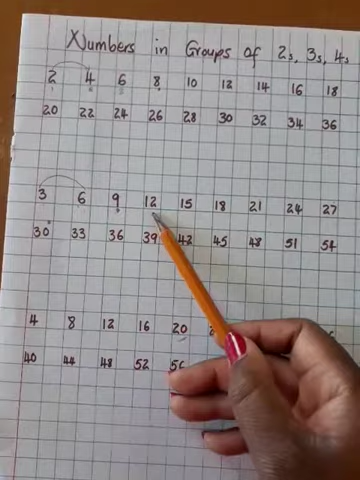 Numbers in Groups of 2s, 3s, 4s
2 4 6 8 10 12 14 16 18
20 22 24 26 28 30 32 34 36
3 6 9 12 15 18 21 24 27
30 33 36 39 42 45 48 51 54
4 8 12 16 20
40 44 48 52 56